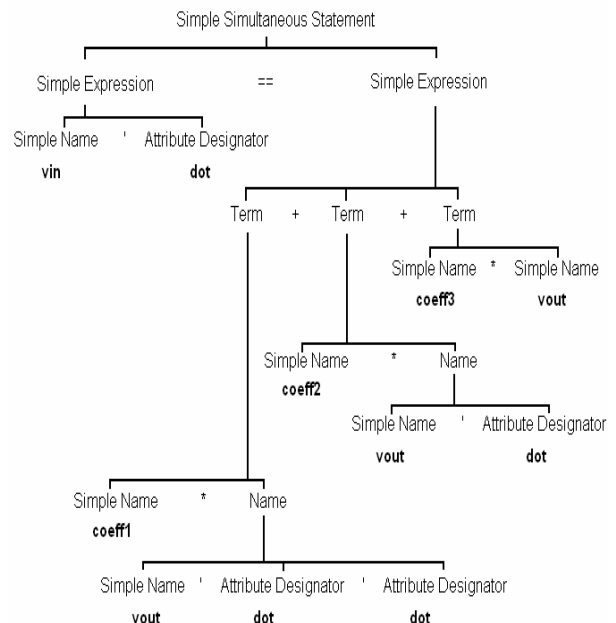 Simple Simultaneous Statement
Simple Expression == Simple Expression
Simple Name ' Attribute Designator
vin dot
Term + Term + Term
Simple Name * Simple Name
coeff3 vout
Simple Name * Name
coeff2
Simple Name ' Attribute Designator
vout dot
Simple Name * Name
coeff1
Simple Name ' Attribute Designator ' Attribute Designator
vout dot dot